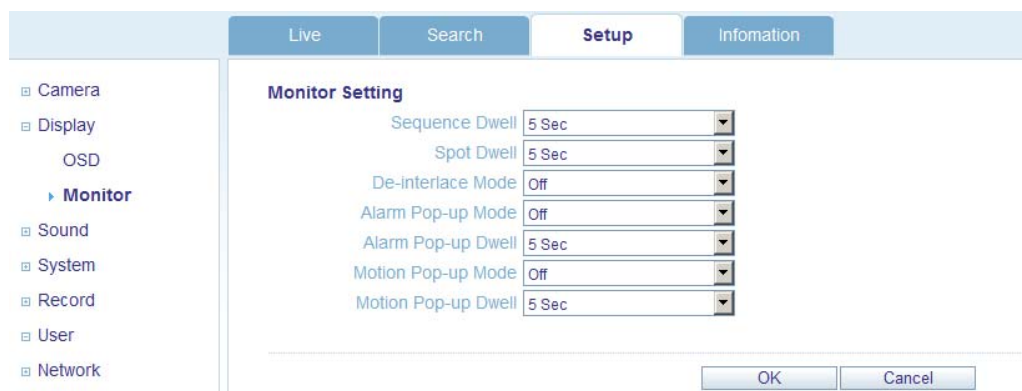 Live Search Setup Infomation
Camera
Display
OSD
Monitor
Sound
System
Record
User
Network
Monitor Setting
Sequence Dwell 5 Sec
Spot Dwell 5 Sec
De-interlace Mode Off
Alarm Pop-up Mode Off
Alarm Pop-up Dwell 5 Sec
Motion Pop-up Mode Off
Motion Pop-up Dwell 5 Sec
OK Cancel